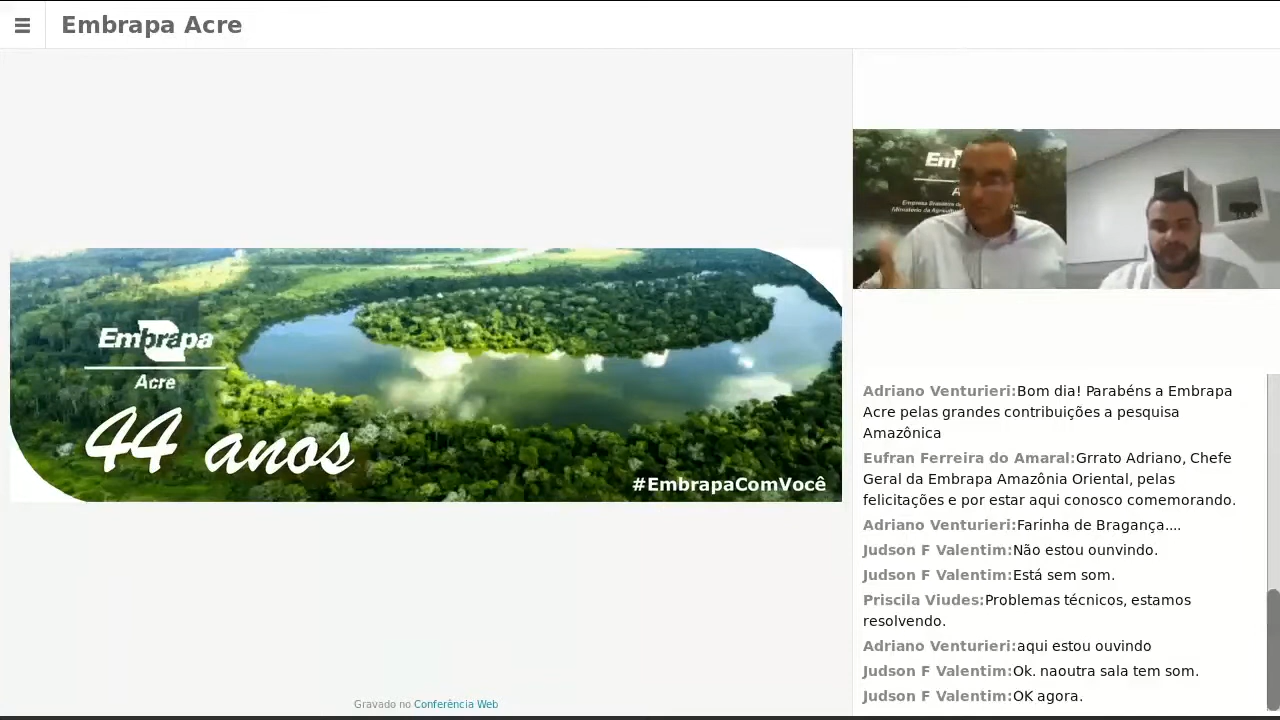 Embrapa Acre
Embrapa
Acre
44 anos
#EmbrapaComVocê
Gravado no Conferência Web
Em
A
Adriano Venturieri:Bom dia! Parabéns a Embrapa
Acre pelas grandes contribuições a pesquisa
Amazônica
Eufran Ferreira do Amaral:Grrato Adriano, Chefe
Geral da Embrapa Amazônia Oriental, pelas
felicitações e por estar aqui conosco comemorando.
Adriano Venturieri:Farinha de Bragança....
Judson F Valentim:Não estou ounvindo.
Judson F Valentim:Está sem som.
Priscila Viudes:Problemas técnicos, estamos
resolvendo.
Adriano Venturieri:aqui estou ouvindo
Judson F Valentim:Ok. naoutra sala tem som.
Judson F Valentim:OK agora.